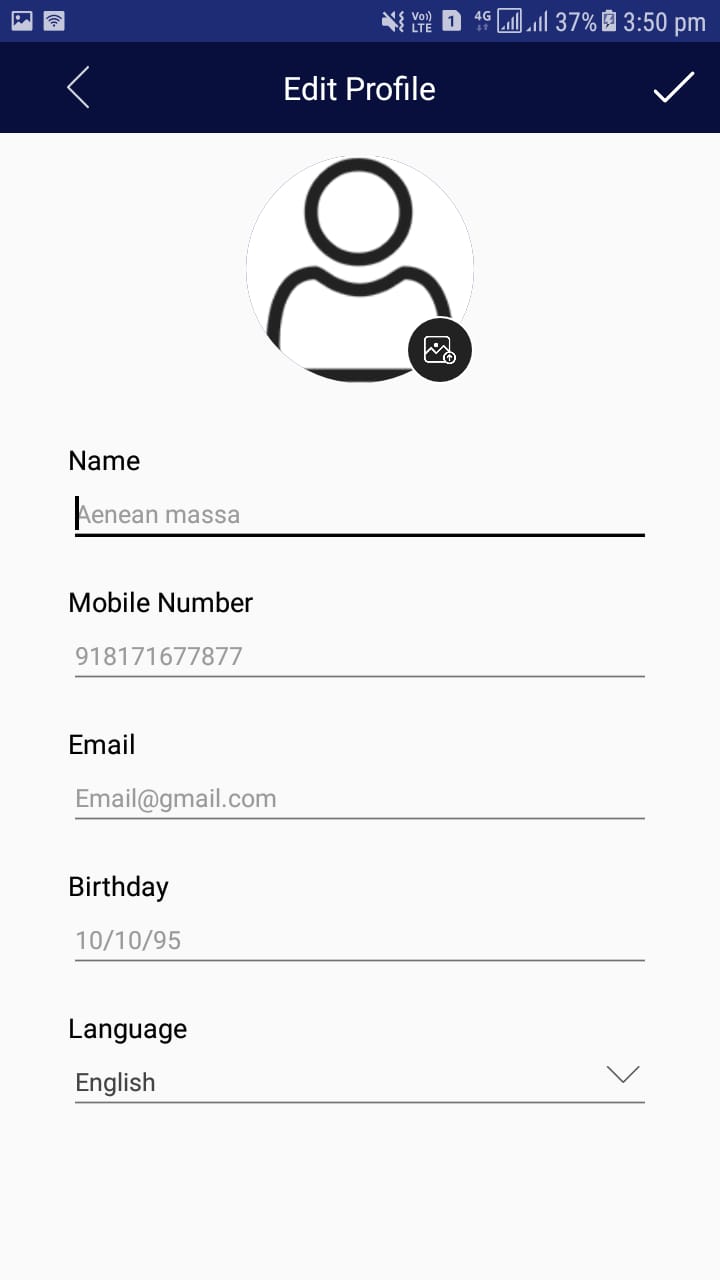 Vo))
LTE 1 4G 37% 3:50 pm
Edit Profile
Name
Aenean massa
Mobile Number
918171677877
Email
Email@gmail.com
Birthday
10/10/95
Language
English